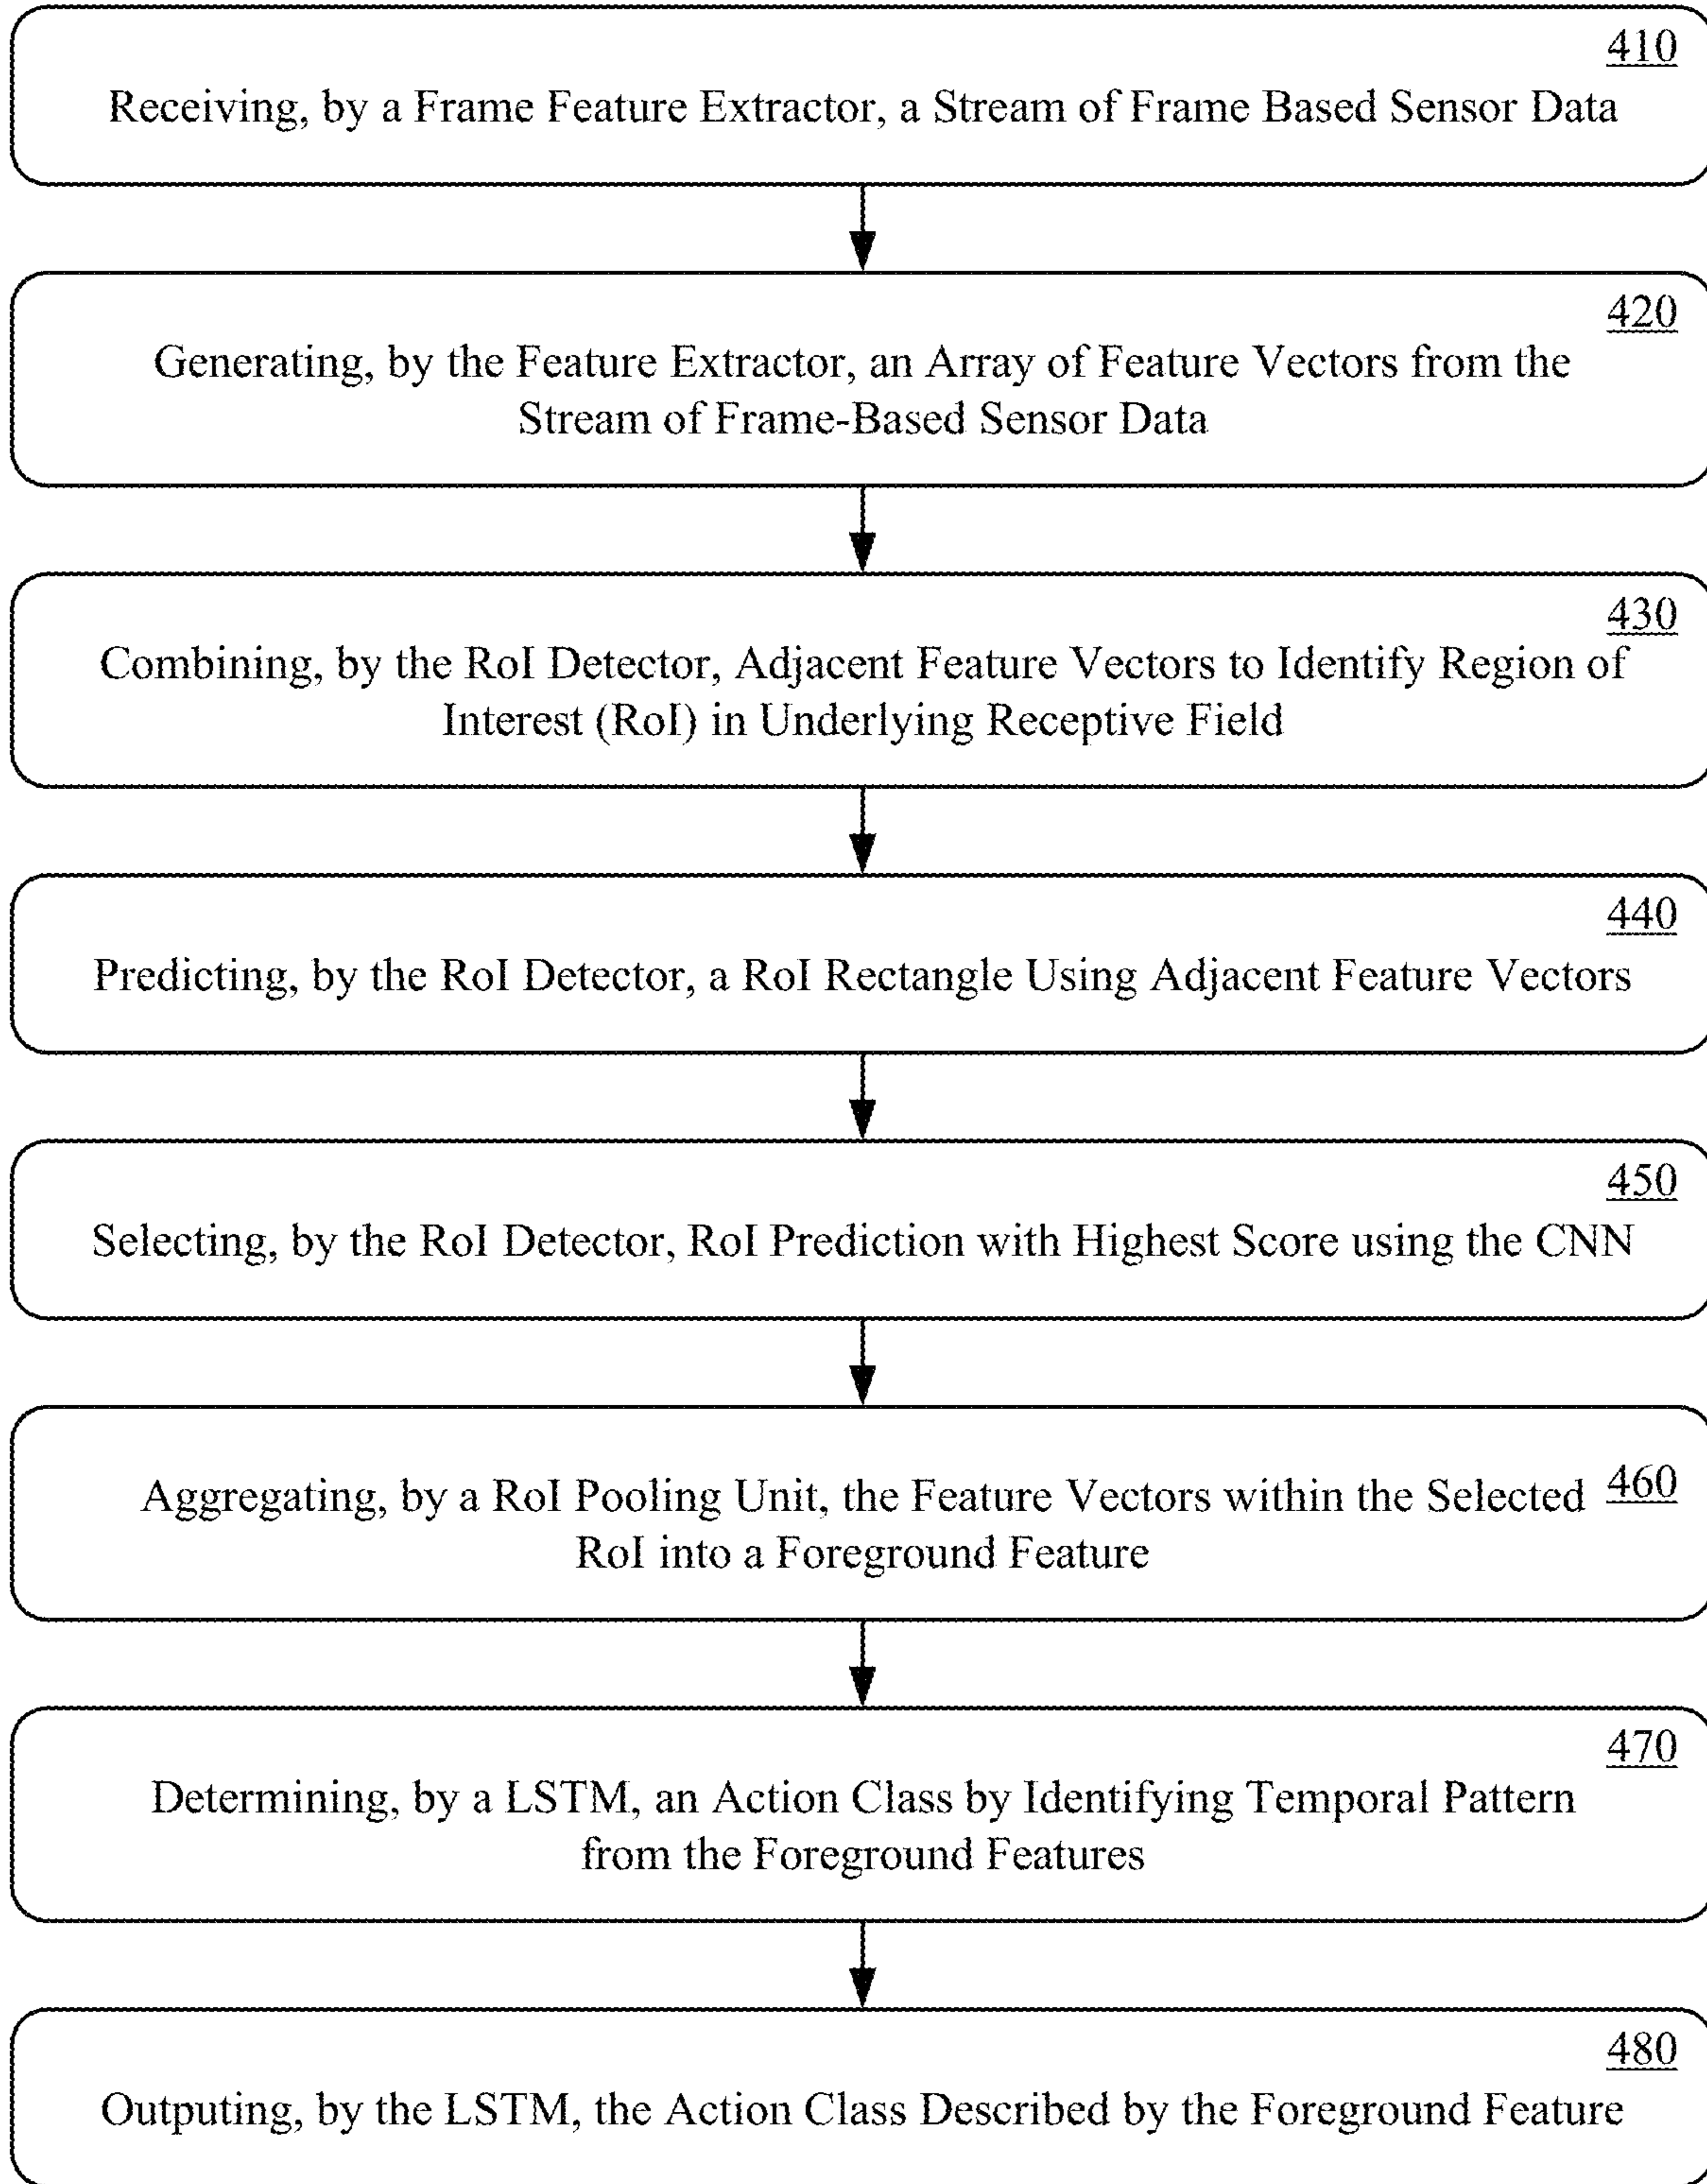 410
Receiving, by a Frame Feature Extractor, a Stream of Frame Based Sensor Data
420
Generating, by the Feature Extractor, an Array of Feature Vectors from the
Stream of Frame-Based Sensor Data
430
Combining, by the RoI Detector, Adjacent Feature Vectors to Identify Region of
Interest (RoI) in Underlying Receptive Field
440
Predicting, by the RoI Detector, a RoI Rectangle Using Adjacent Feature Vectors
450
Selecting, by the RoI Detector, RoI Prediction with Highest Score using the CNN
460
Aggregating, by a RoI Pooling Unit, the Feature Vectors within the Selected
RoI into a Foreground Feature
470
Determining, by a LSTM, an Action Class by Identifying Temporal Pattern
from the Foreground Features
480
Outputing, by the LSTM, the Action Class Described by the Foreground Feature